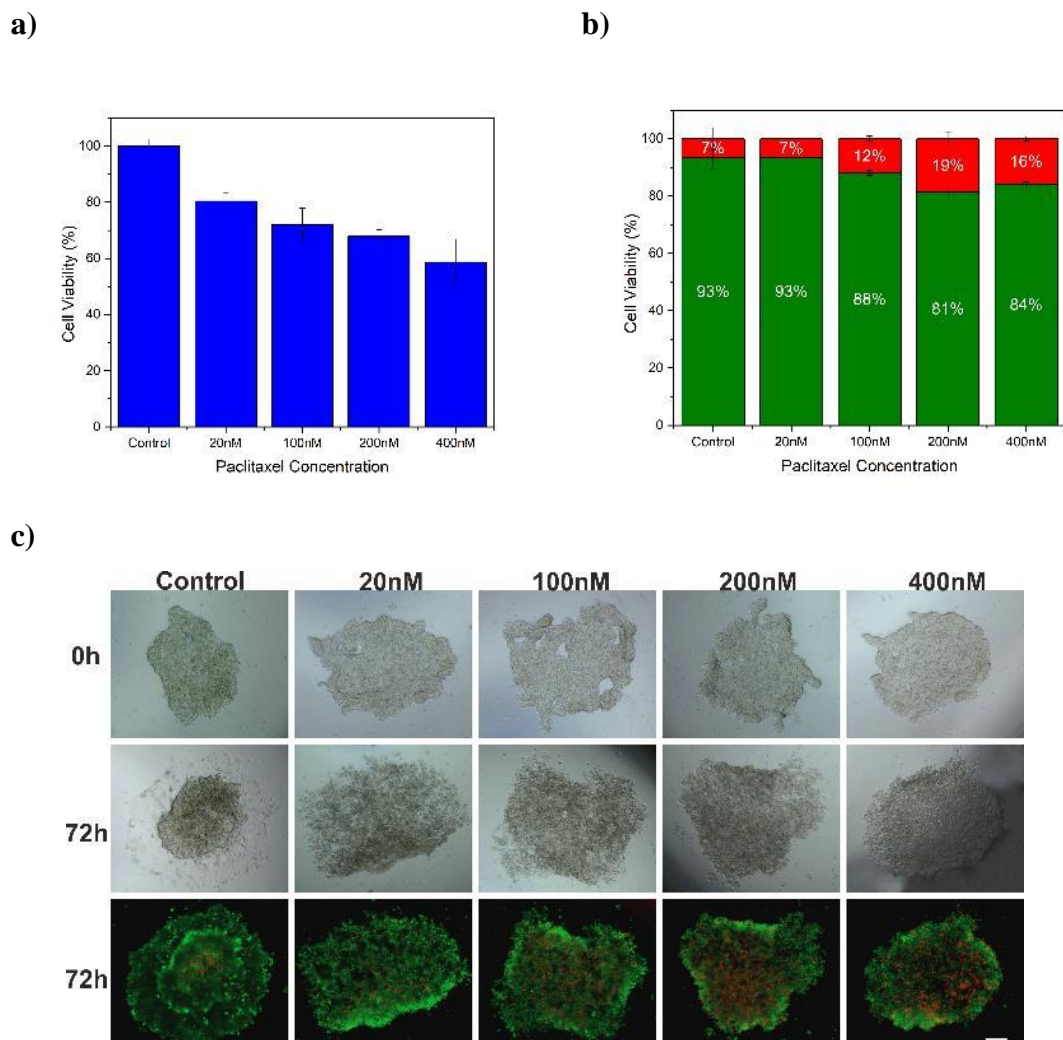 a)
b)
100
80
60
40
20
0
Cell Viability (%)
Control 20nM 100nM 200nM 400nM
Paclitaxel Concentration
100
80
60
40
20
0
Cell Viability (%)
7% 7% 12% 19% 16%
93% 93% 88% 81% 84%
Control 20nM 100nM 200nM 400nM
Paclitaxel Concentration
c)
Control 20nM 100nM 200nM 400nM
0h
72h
72h